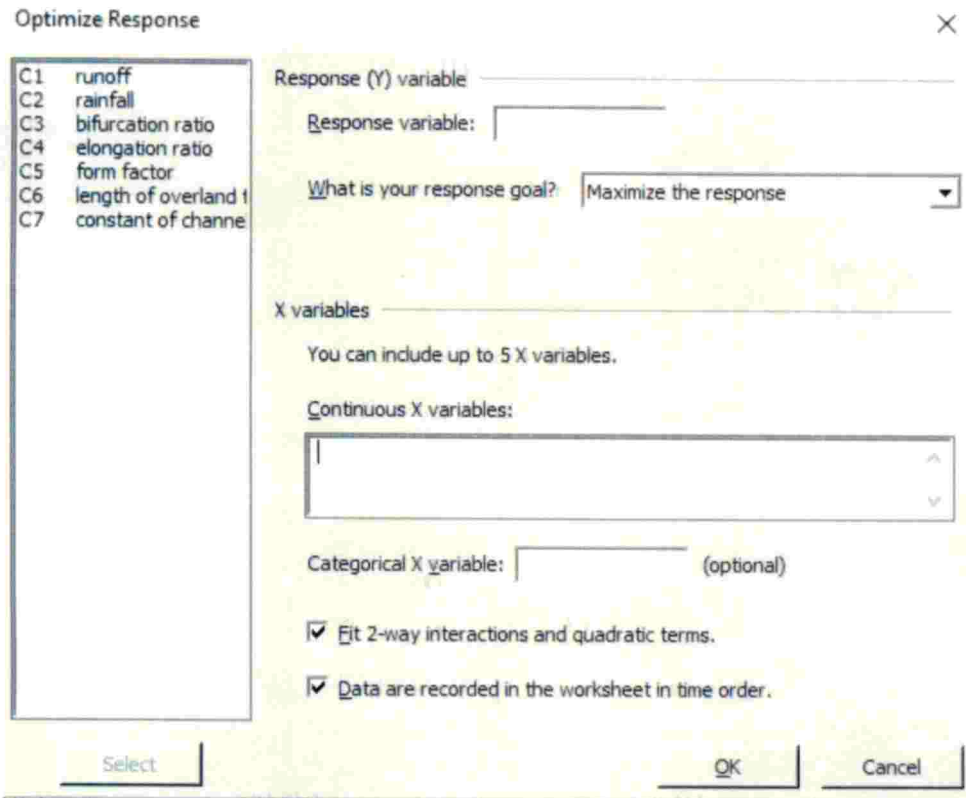 Optimize Response
C1 runoff
C2 rainfall
C3 bifurcation ratio
C4 elongation ratio
C5 form factor
C6 length of overland f
C7 constant of channe
Response (Y) variable
Response variable:
What is your response goal? Maximize the response
X variables
You can include up to 5 X variables.
Continuous X variables:
Categorical X variable: (optional)
Fit 2-way interactions and quadratic terms.
Data are recorded in the worksheet in time order.
Select OK Cancel